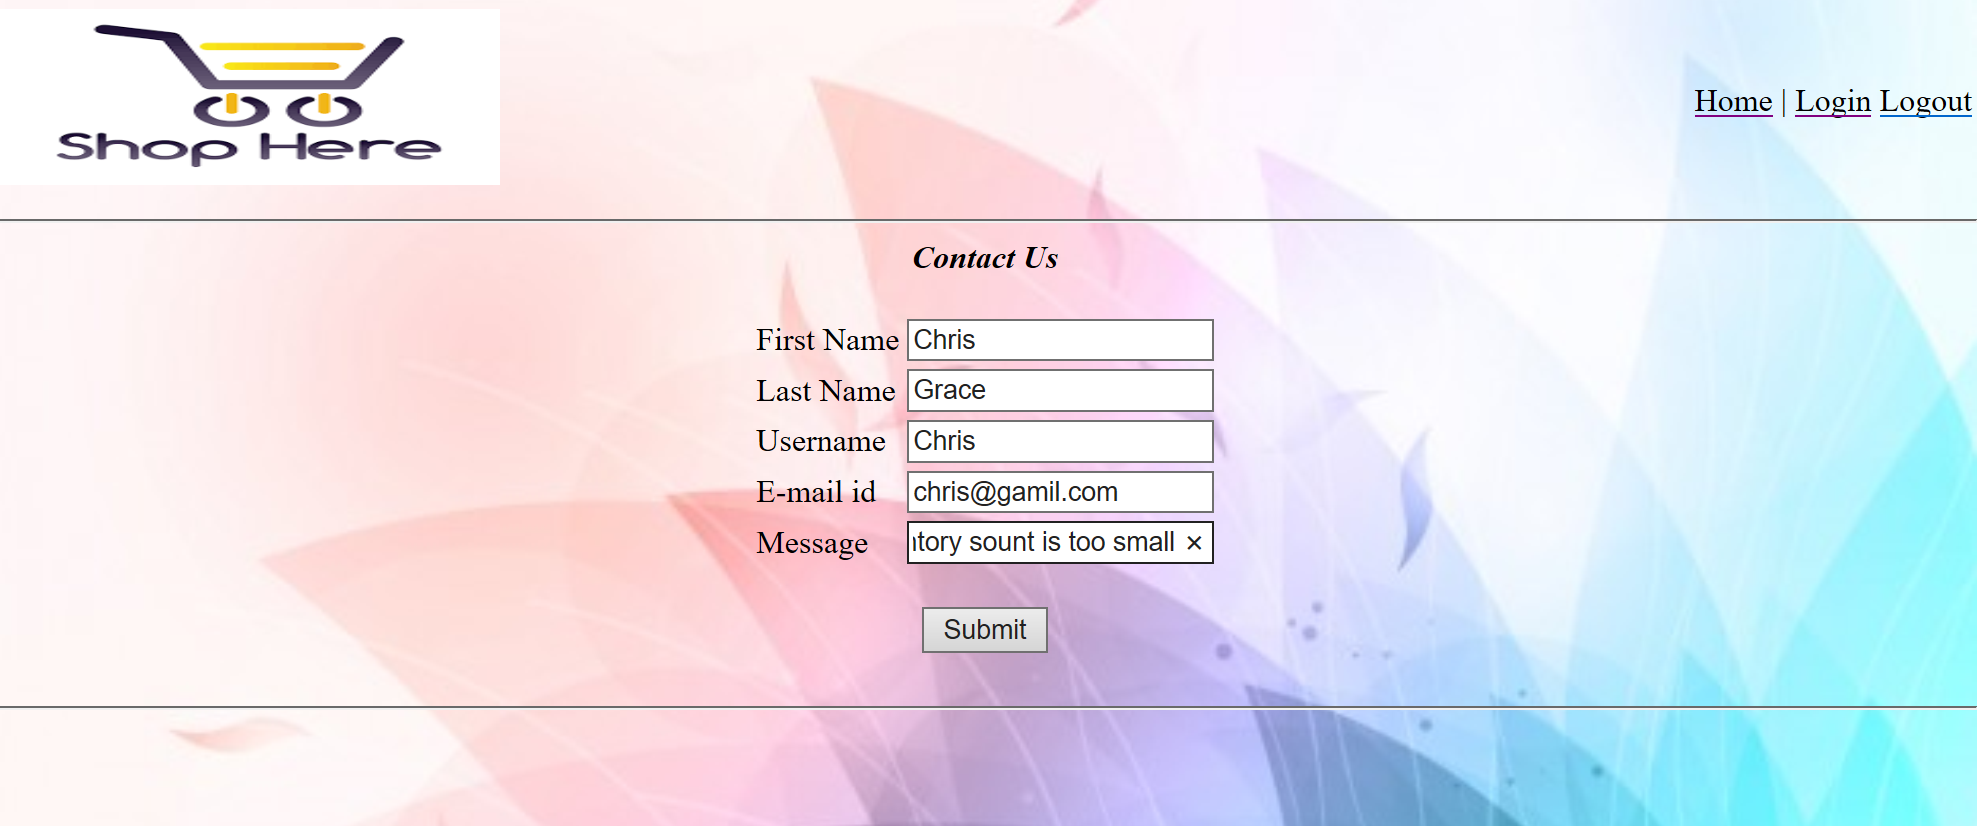 Shop Here
Home | Login Logout
Contact Us
First Name Chris
Last Name Grace
Username Chris
E-mail id chris@gamil.com
Message ntory sount is too small ×
Submit